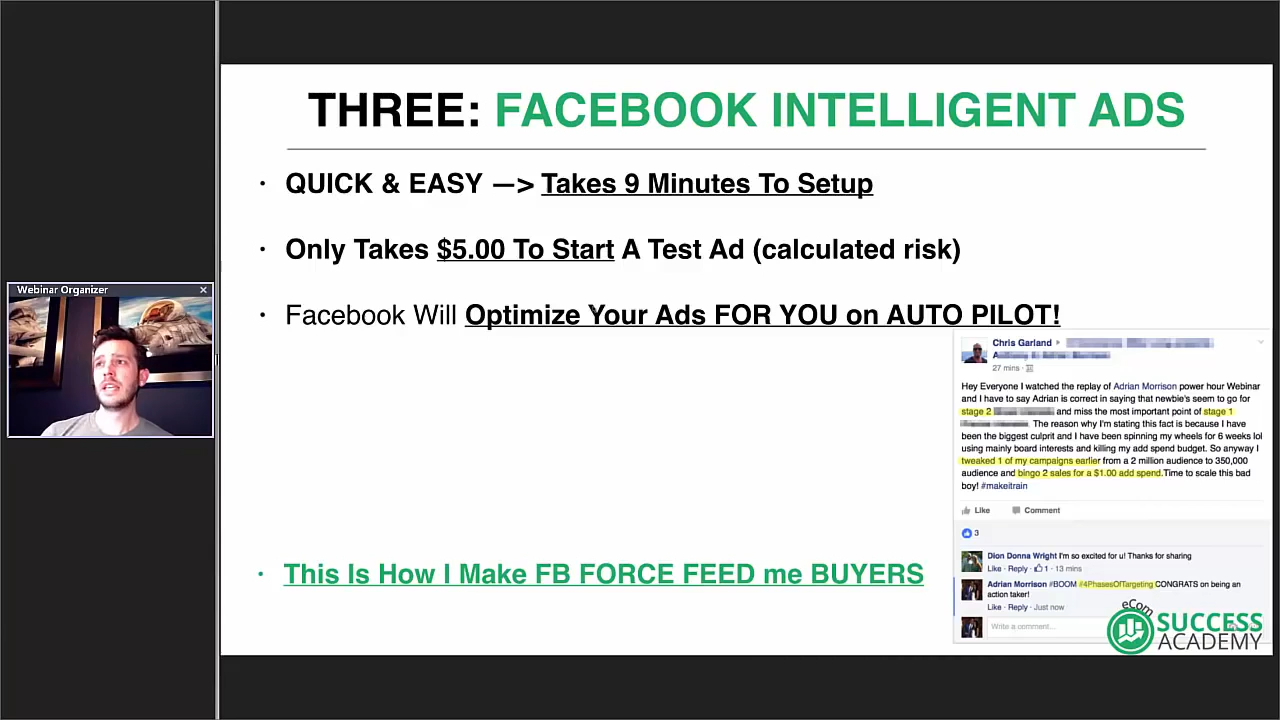 Webinar Organizer
THREE: FACEBOOK INTELLIGENT ADS
· QUICK & EASY —> Takes 9 Minutes To Setup
· Only Takes $5.00 To Start A Test Ad (calculated risk)
· Facebook Will Optimize Your Ads FOR YOU on AUTO PILOT!
Chris Garland
27 mins ·
Hey Everyone I watched the replay of Adrian Morrison power hour Webinar
and I have to say Adrian is correct in saying that newbie's seem to go for
stage 2 and miss the most important point of stage 1
. The reason why I'm stating this fact is because I have
been the biggest culprit and I have been spinning my wheels for 6 weeks lol
using mainly board interests and killing my add spend budget. So anyway I
tweaked 1 of my campaigns earlier from a 2 million audience to 350,000
audience and bingo 2 sales for a $1.00 add spend.Time to scale this bad
boy! #makeitrain
Like Comment
3
Dion Donna Wright I'm so excited for u! Thanks for sharing
Like · Reply · 1 · 13 mins
Adrian Morrison #BOOM #4PhasesOfTargeting CONGRATS on being an
action taker!
Like · Reply · Just now
Write a comment...
· This Is How I Make FB FORCE FEED me BUYERS
eCom
SUCCESS
ACADEMY